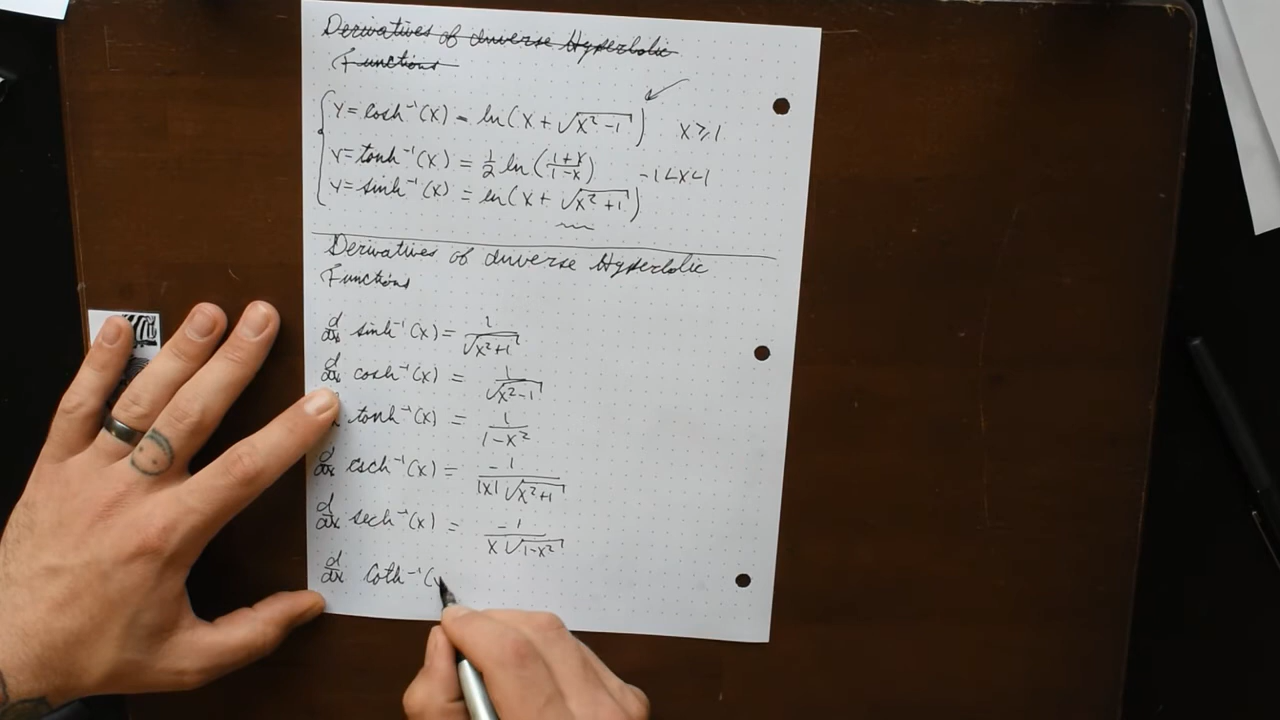 Derivatives of Inverse Hyperbolic
Functions
y = cosh⁻¹(x) = ln(x + √(x² - 1)) x ≥ 1
y = tanh⁻¹(x) = 1/2 ln((1+x)/(1-x)) -1 < x < 1
y = sinh⁻¹(x) = ln(x + √(x² + 1))
Derivatives of Inverse Hyperbolic
Functions
d/dx sinh⁻¹(x) = 1/√(x²+1)
d/dx cosh⁻¹(x) = 1/√(x²-1)
tanh⁻¹(x) = 1/(1-x²)
d/dx csch⁻¹(x) = -1/(|x|√(x²+1))
d/dx sech⁻¹(x) = -1/(x√(1-x²))
d/dx coth⁻¹(x